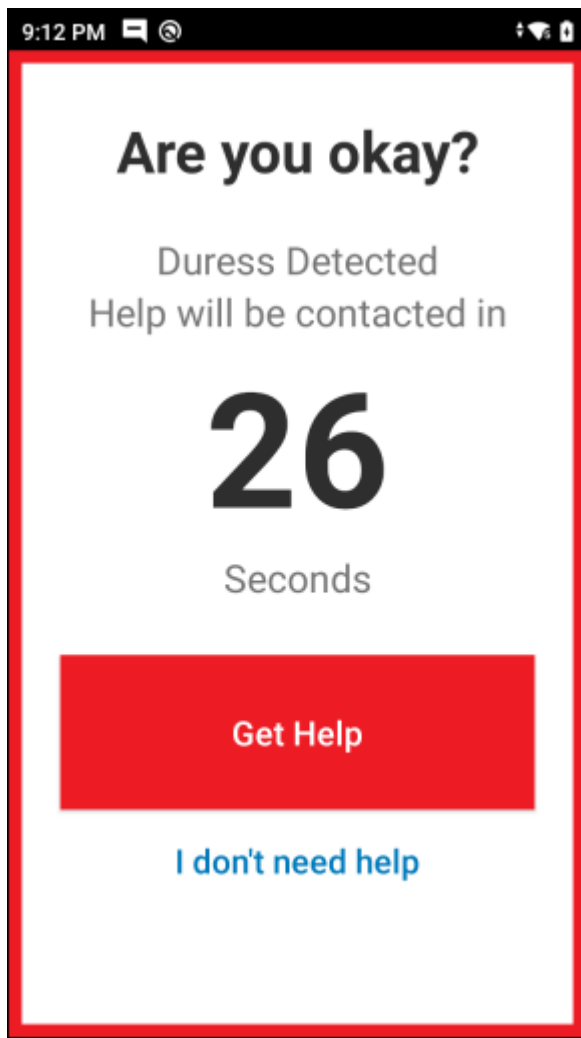 9:12 PM
Are you okay?
Duress Detected
Help will be contacted in
26
Seconds
Get Help
I don't need help